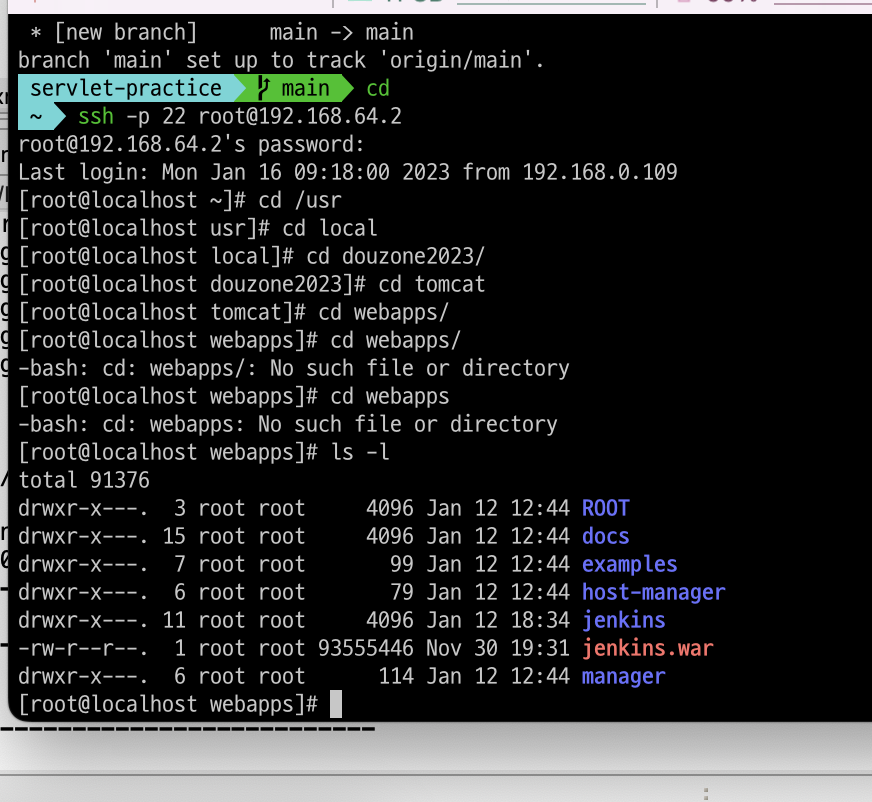 * [new branch]      main -> main
branch 'main' set up to track 'origin/main'.
servlet-practice main cd
~ ssh -p 22 root@192.168.64.2
root@192.168.64.2's password:
Last login: Mon Jan 16 09:18:00 2023 from 192.168.0.109
[root@localhost ~]# cd /usr
[root@localhost usr]# cd local
[root@localhost local]# cd douzone2023/
[root@localhost douzone2023]# cd tomcat
[root@localhost tomcat]# cd webapps/
[root@localhost webapps]# cd webapps/
-bash: cd: webapps/: No such file or directory
[root@localhost webapps]# cd webapps
-bash: cd: webapps: No such file or directory
[root@localhost webapps]# ls -l
total 91376
drwxr-x---.  3 root root     4096 Jan 12 12:44 ROOT
drwxr-x---. 15 root root     4096 Jan 12 12:44 docs
drwxr-x---.  7 root root       99 Jan 12 12:44 examples
drwxr-x---.  6 root root       79 Jan 12 12:44 host-manager
drwxr-x---. 11 root root     4096 Jan 12 18:34 jenkins
-rw-r--r--.  1 root root 93555446 Nov 30 19:31 jenkins.war
drwxr-x---.  6 root root      114 Jan 12 12:44 manager
[root@localhost webapps]#